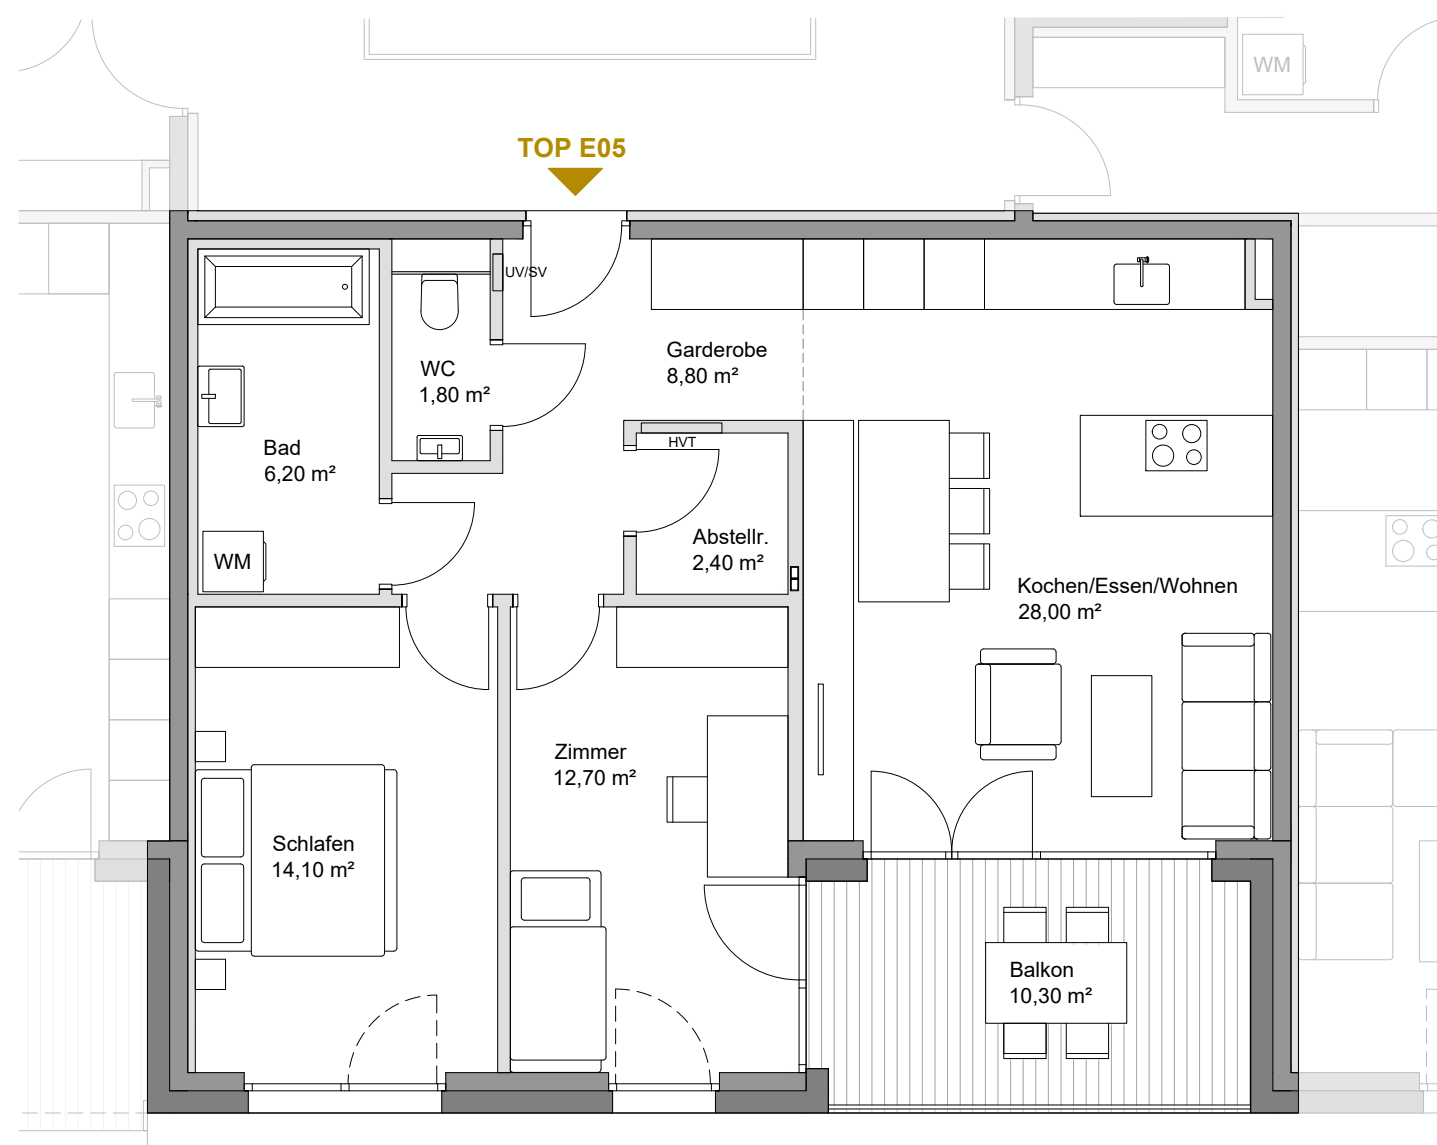 WM
TOP E05
UV/SV
Garderobe
8,80 m²
WC
1,80 m²
HVT
Bad
6,20 m²
Abstellr.
2,40 m²
WM
Kochen/Essen/Wohnen
28,00 m²
Zimmer
12,70 m²
Schlafen
14,10 m²
Balkon
10,30 m²